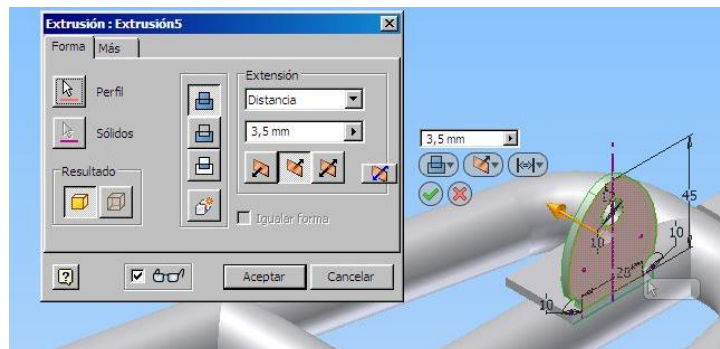 Extrusión : Extrusión5
Forma
Más
Perfil
Sólidos
Resultado
Extensión
Distancia
3,5 mm
Igualar forma
Aceptar
Cancelar
3,5 mm
12
45
10
10
10